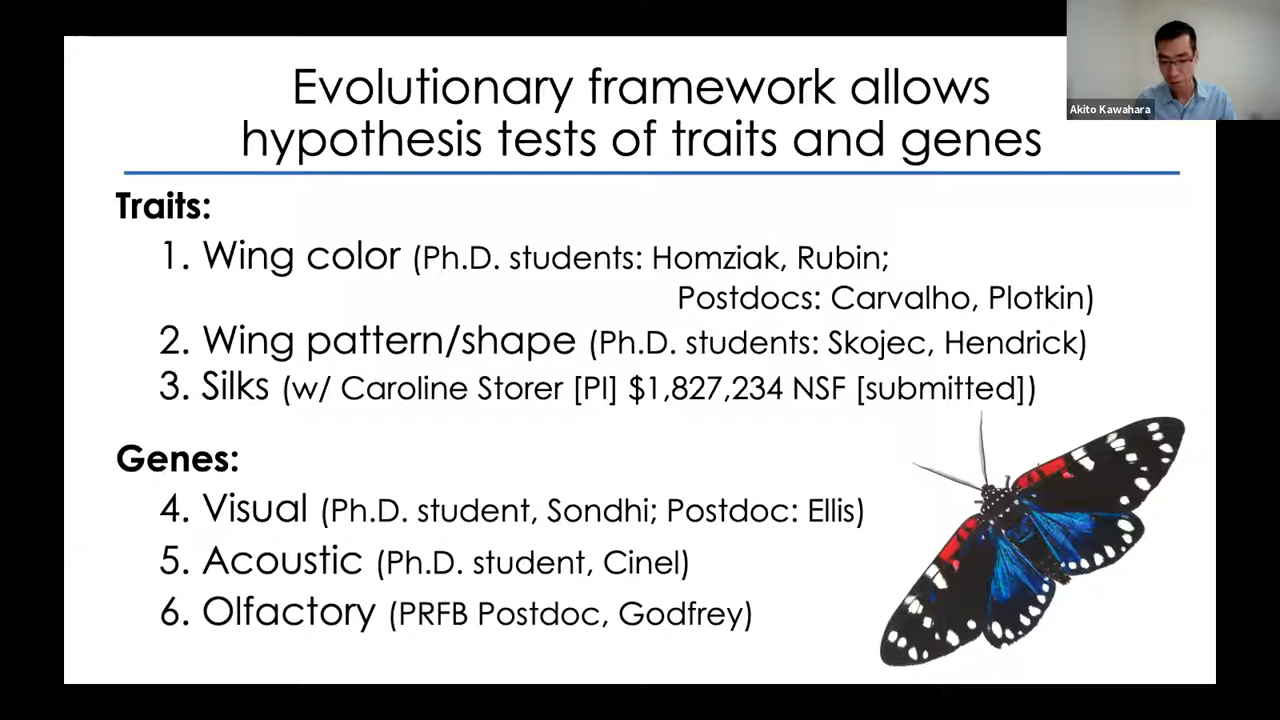 Evolutionary framework allows
hypothesis tests of traits and genes
Akito Kawahara
Traits:
1. Wing color (Ph.D. students: Homziak, Rubin;
Postdocs: Carvalho, Plotkin)
2. Wing pattern/shape (Ph.D. students: Skojec, Hendrick)
3. Silks (w/ Caroline Storer [PI] $1,827,234 NSF [submitted])
Genes:
4. Visual (Ph.D. student, Sondhi; Postdoc: Ellis)
5. Acoustic (Ph.D. student, Cinel)
6. Olfactory (PRFB Postdoc, Godfrey)